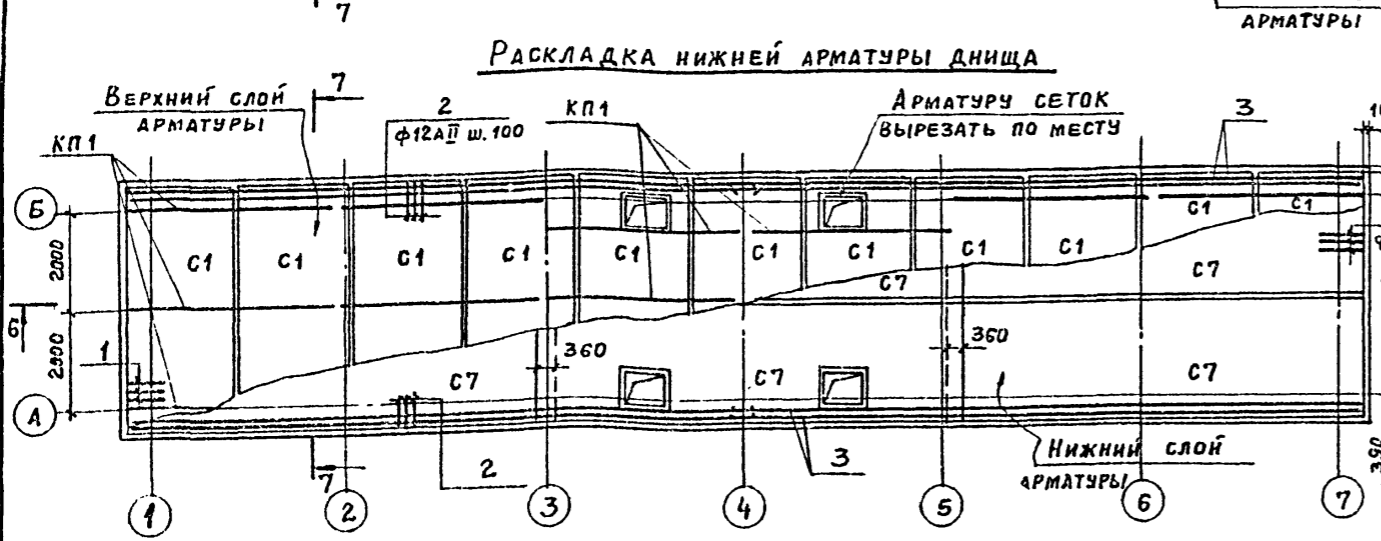 7
АРМАТУРЫ
РАСКЛАДКА НИЖНЕЙ АРМАТУРЫ ДНИЩА
ВЕРХНИЙ СЛОЙ
АРМАТУРЫ
7
2
ф12АII ш.100
КП1
АРМАТУРУ СЕТОК
ВЫРЕЗАТЬ ПО МЕСТУ
3
КП1
Б
С1
С1
С1
С1
С1
С1
С1
С1
С1
С1
С1
2000
С7
С7
6
360
360
1
2900
С7
С7
С7
А
НИЖНИЙ СЛОЙ
АРМАТУРЫ
7
2
3
1
2
3
4
5
6
7